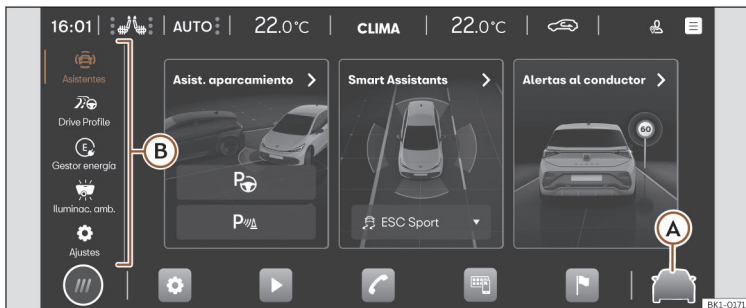 16:01 AUTO 22.0°C CLIMA 22.0°C
Asistentes
Drive Profile
E
Gestor energía
Iluminac. amb.
Ajustes
B
Asist. aparcamiento
P
P
Smart Assistants
ESC Sport
Alertas al conductor
60
A
BK1-0171